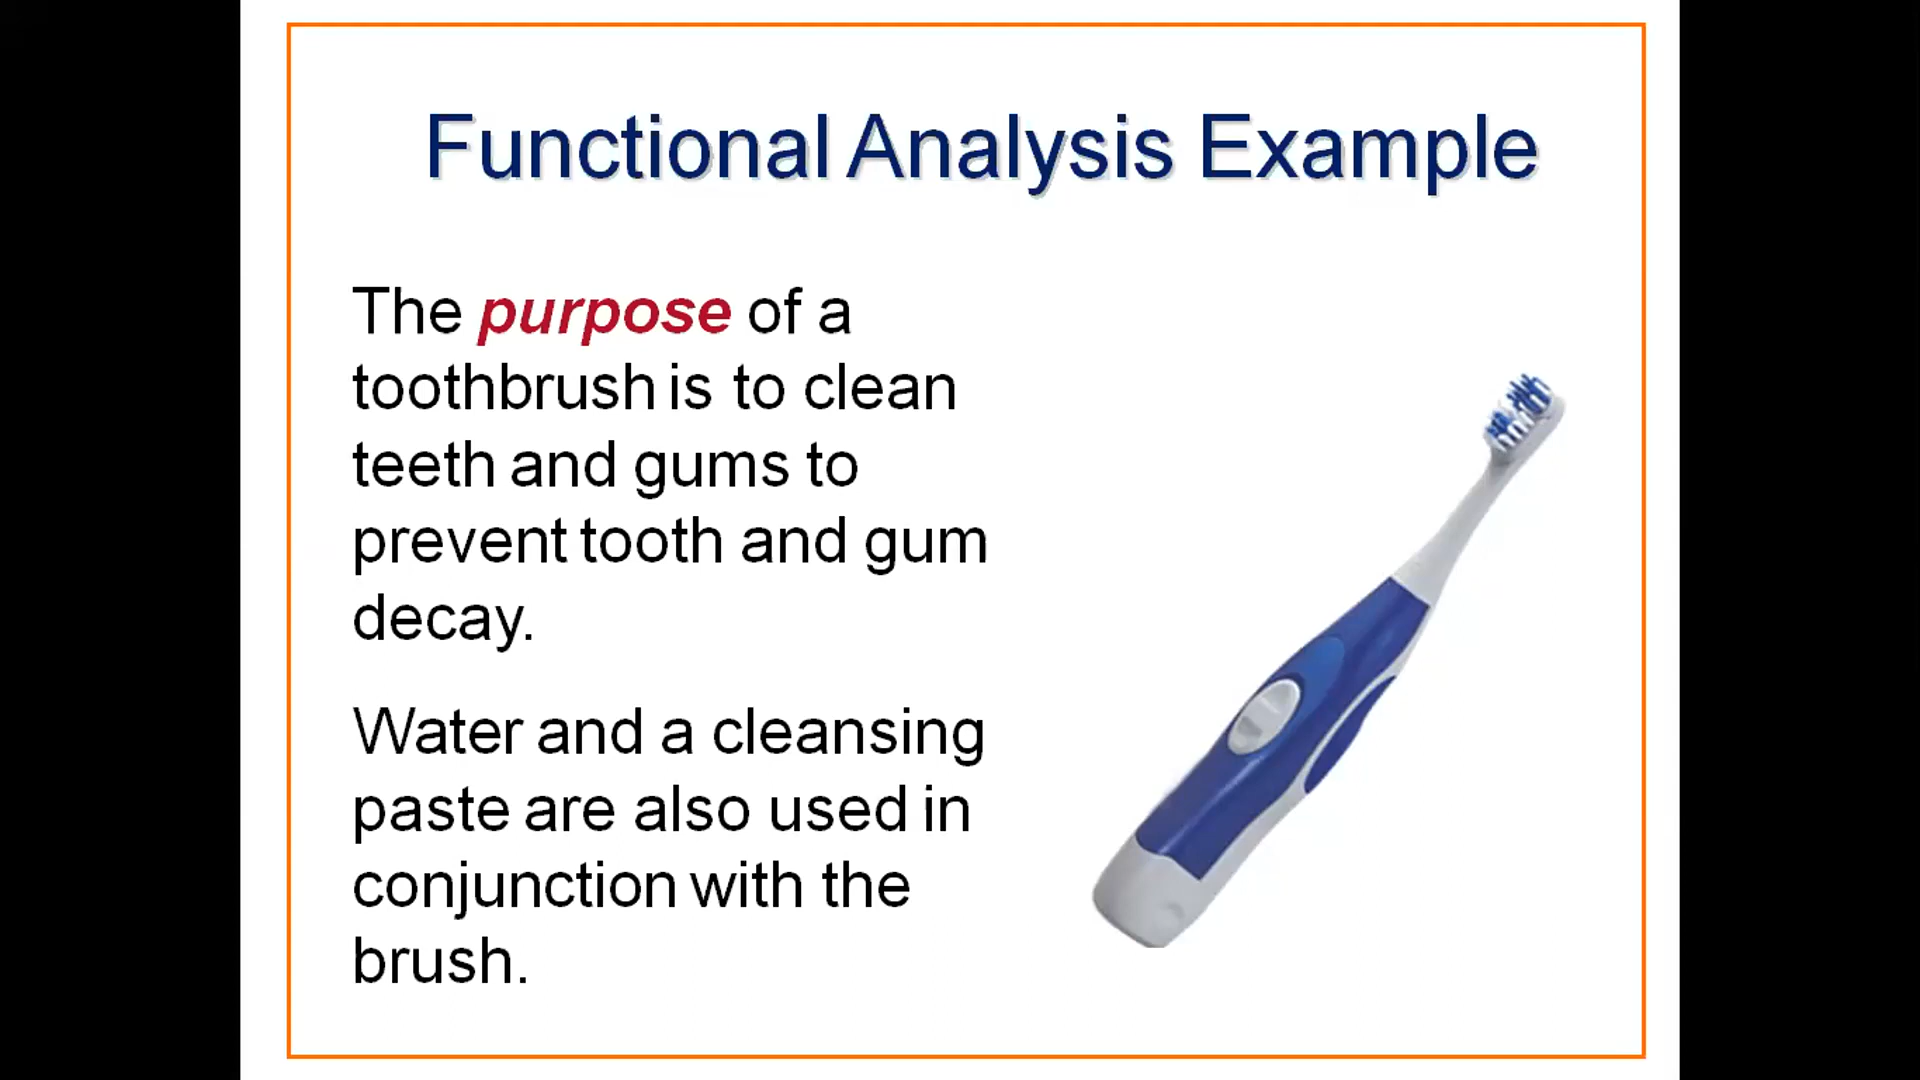 Functional Analysis Example
The purpose of a
toothbrush is to clean
teeth and gums to
prevent tooth and gum
decay.
Water and a cleansing
paste are also used in
conjunction with the
brush.